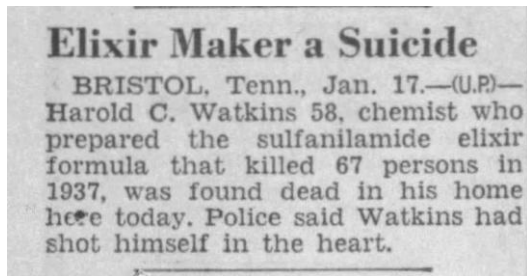 Elixir Maker a Suicide
BRISTOL, Tenn., Jan. 17.—(U.P.)—
Harold C. Watkins 58, chemist who
prepared the sulfanilamide elixir
formula that killed 67 persons in
1937, was found dead in his home
here today. Police said Watkins had
shot himself in the heart.